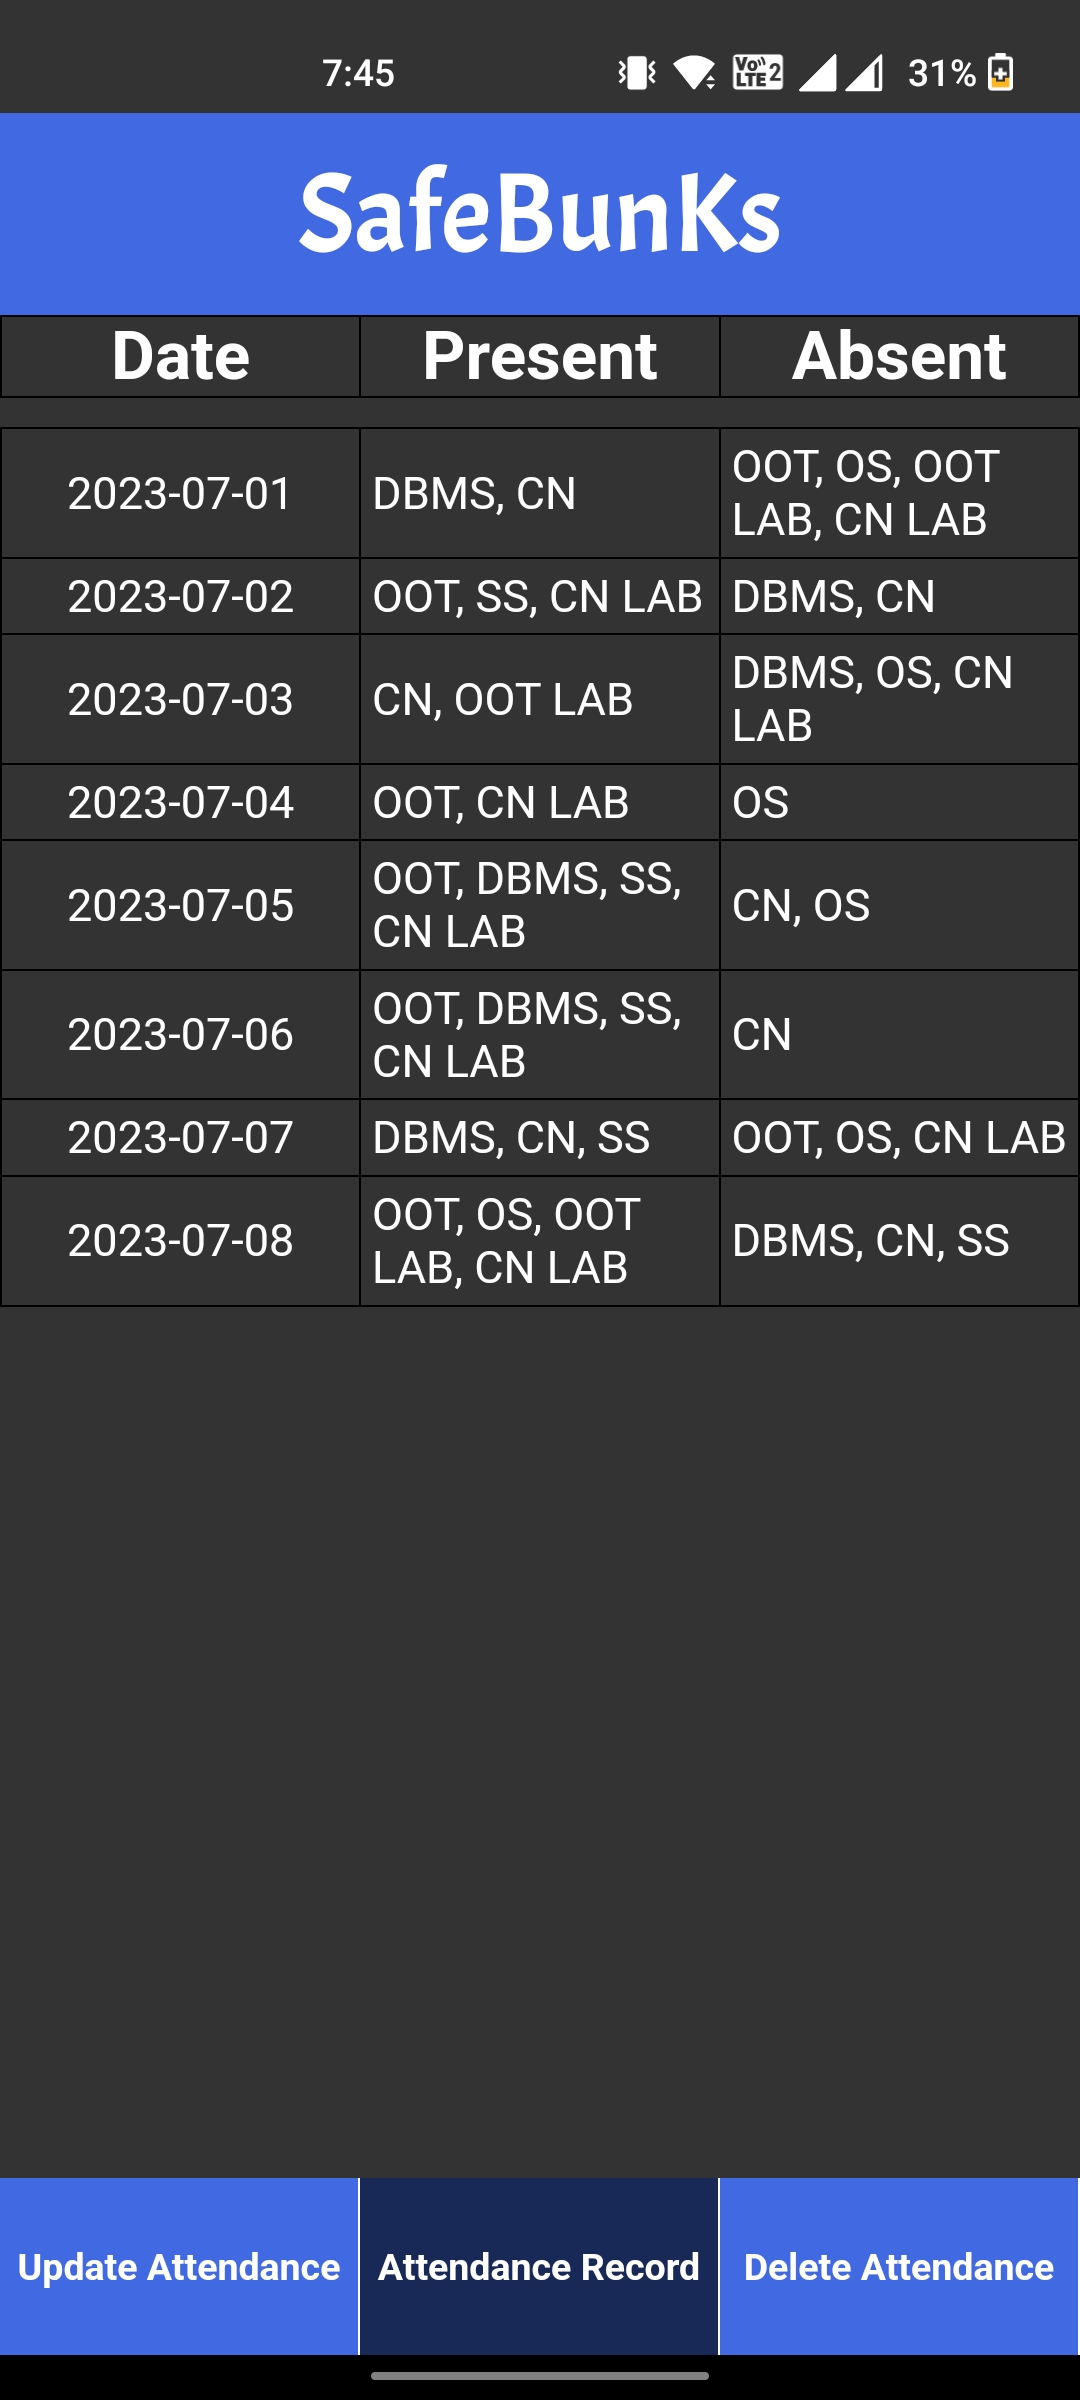 7:45 VoLTE 2 31%
SafeBunKs
Date Present Absent
2023-07-01 DBMS, CN OOT, OS, OOT
LAB, CN LAB
2023-07-02 OOT, SS, CN LAB DBMS, CN
2023-07-03 CN, OOT LAB DBMS, OS, CN
LAB
2023-07-04 OOT, CN LAB OS
2023-07-05 OOT, DBMS, SS,
CN LAB CN, OS
2023-07-06 OOT, DBMS, SS,
CN LAB CN
2023-07-07 DBMS, CN, SS OOT, OS, CN LAB
2023-07-08 OOT, OS, OOT
LAB, CN LAB DBMS, CN, SS
Update Attendance Attendance Record Delete Attendance